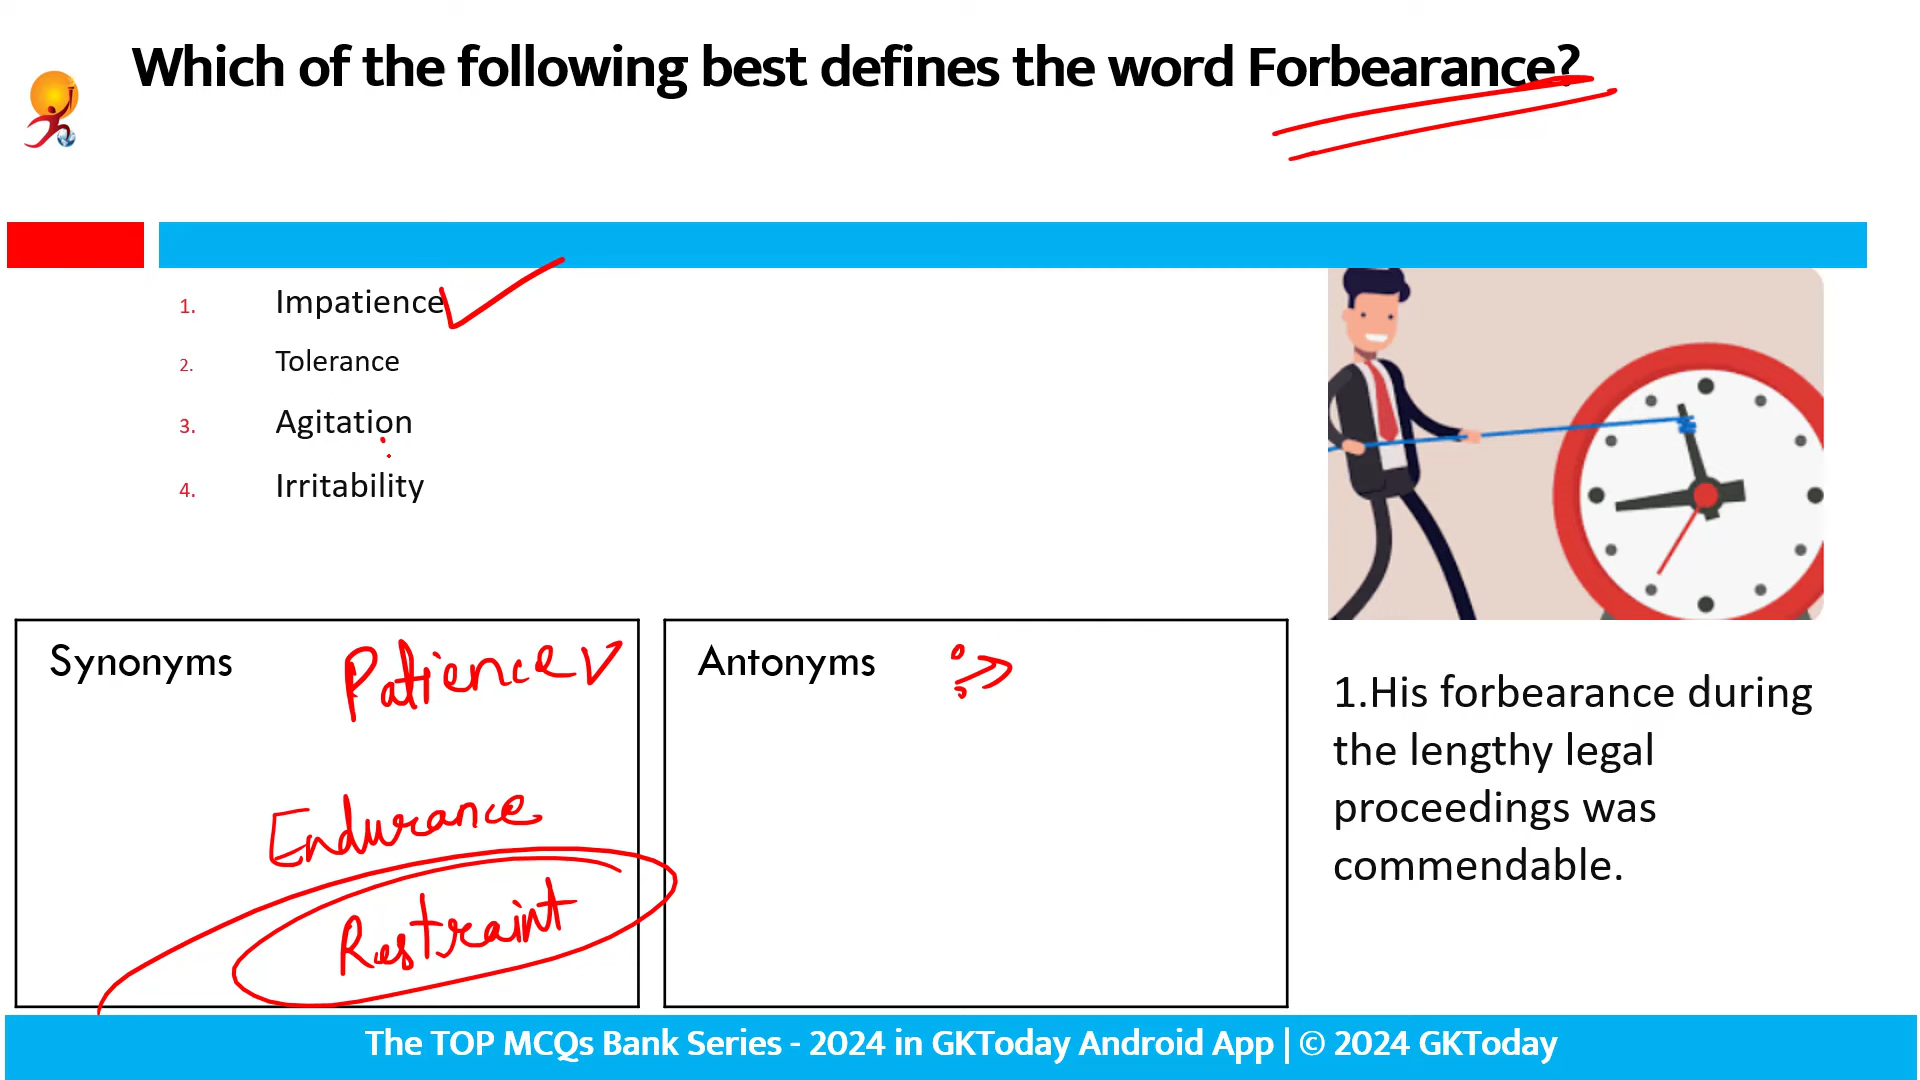 Which of the following best defines the word Forbearance?
1. Impatience
2. Tolerance
3. Agitation
4. Irritability
Synonyms Patience
Endurance
Restraint
Antonyms
1.His forbearance during
the lengthy legal
proceedings was
commendable.
The TOP MCQs Bank Series - 2024 in GKToday Android App | © 2024 GKToday